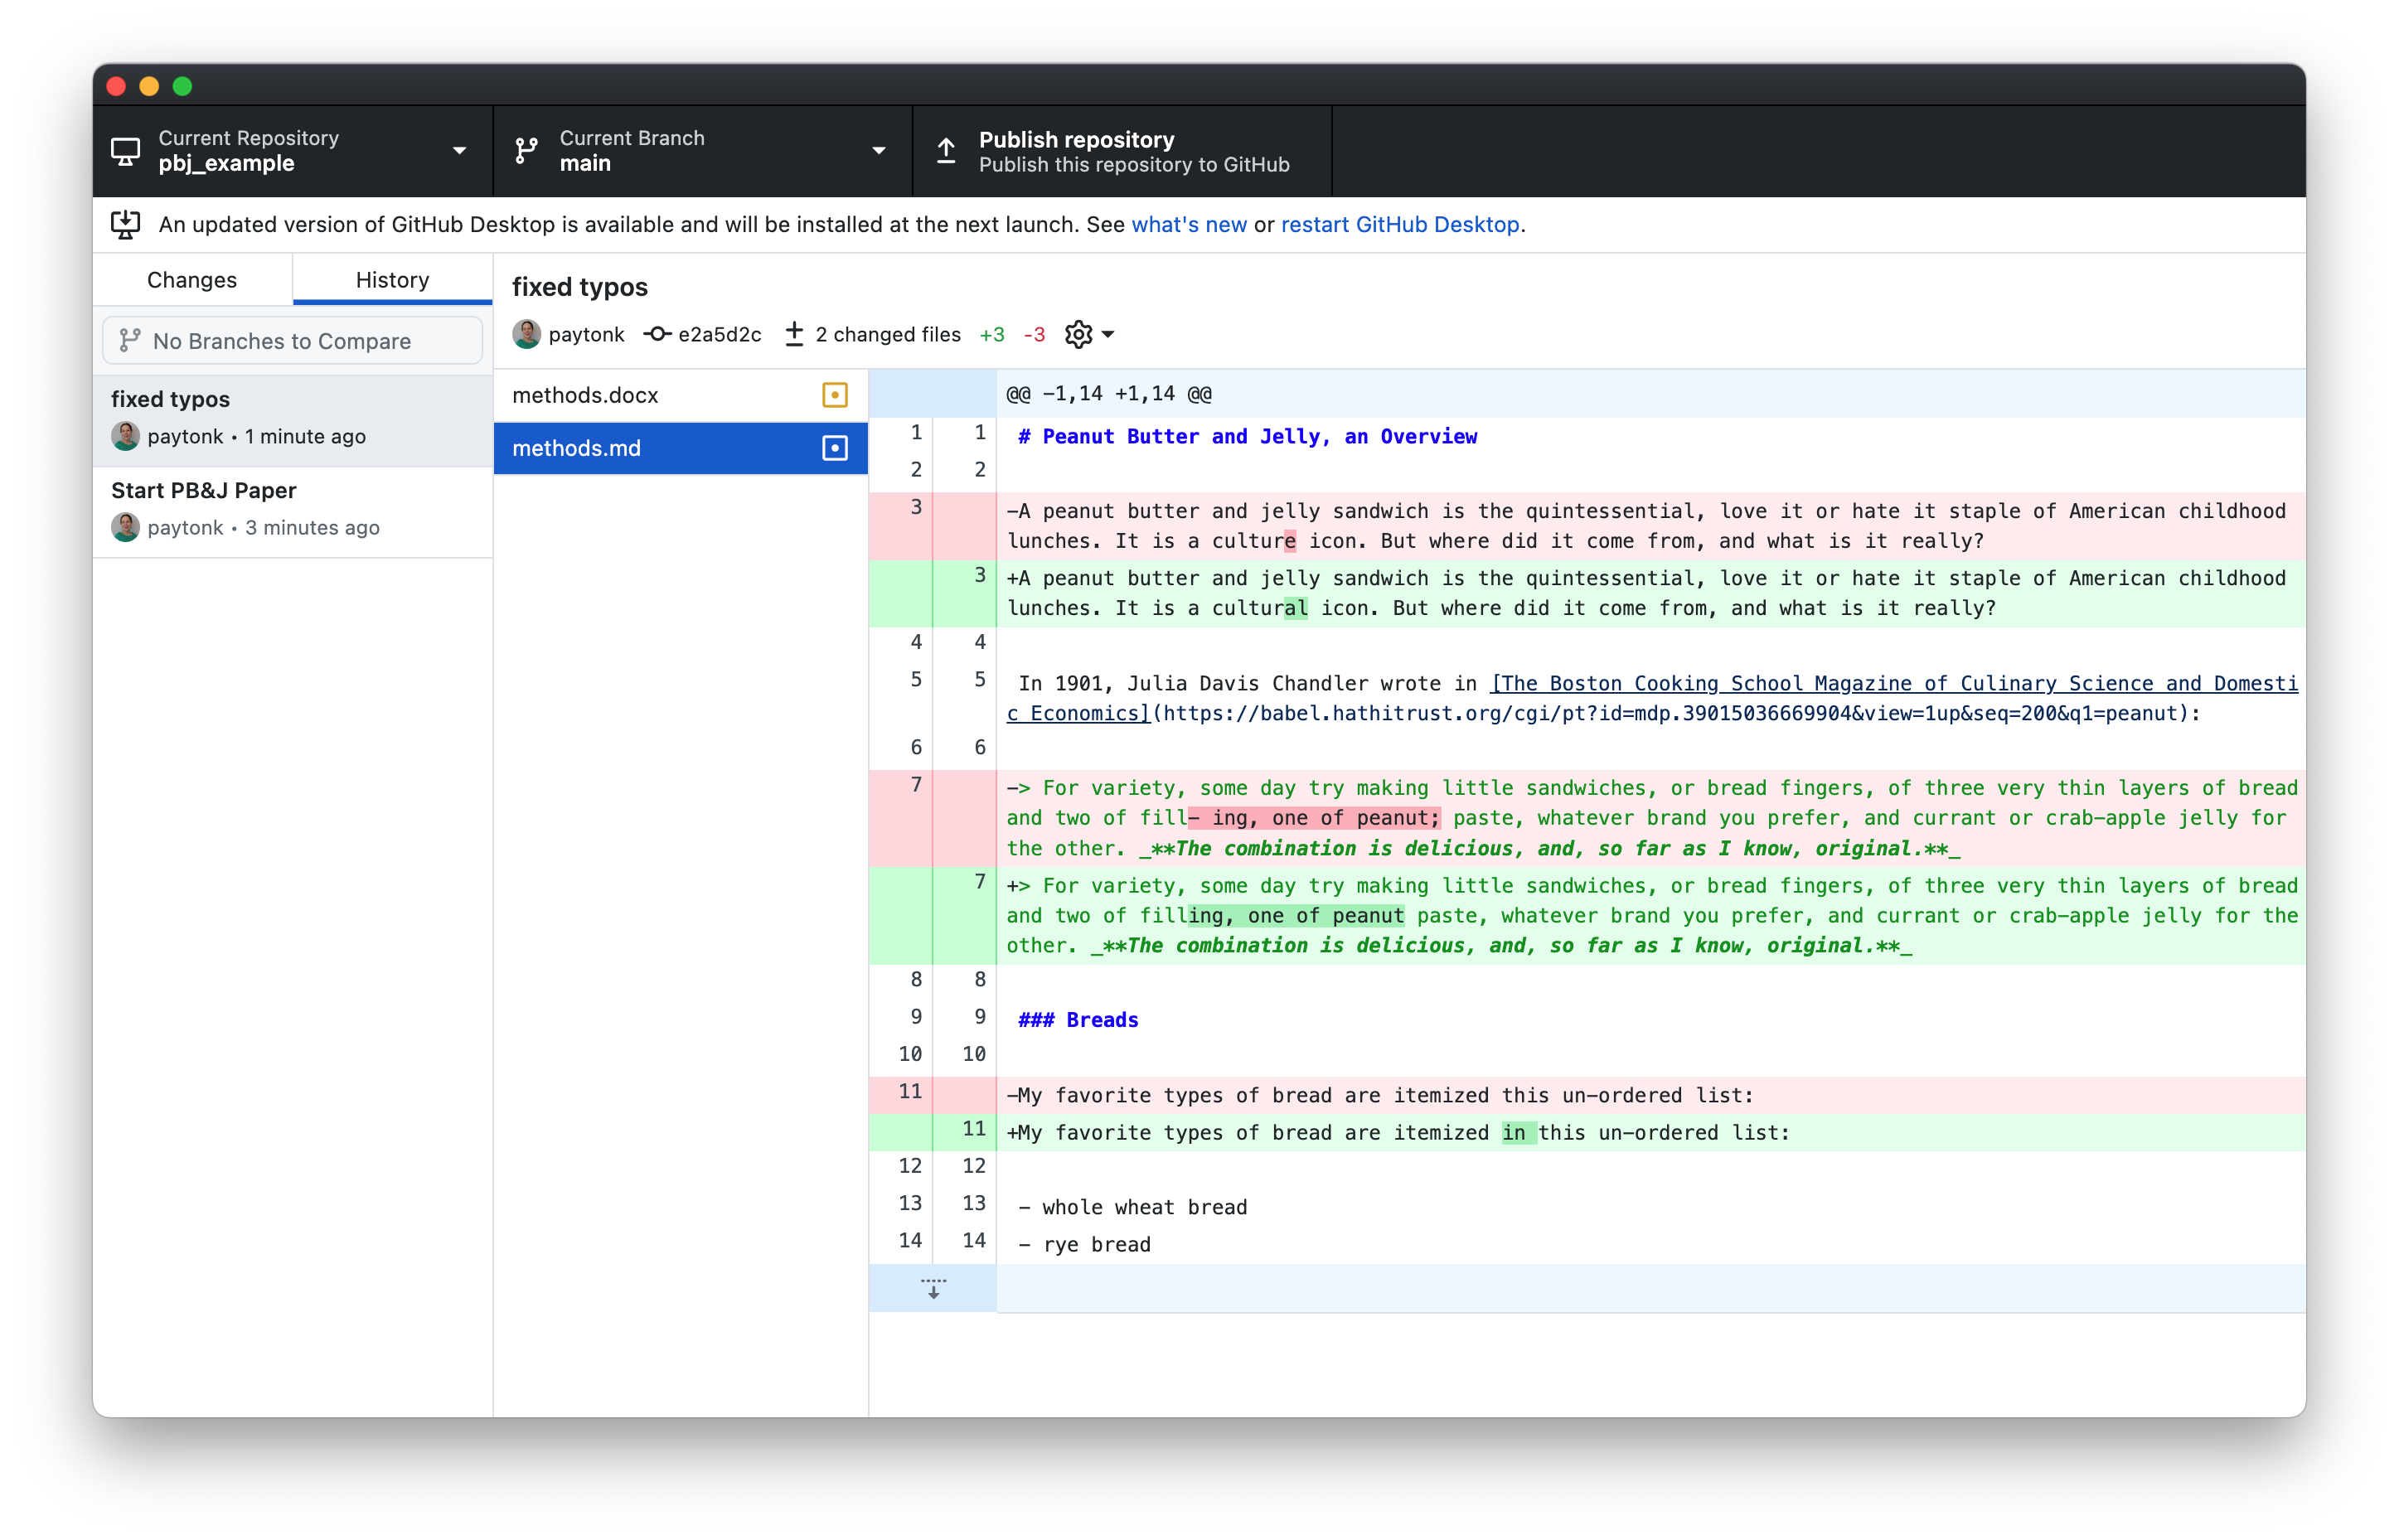 Current Repository
pbj_example
Current Branch
main
Publish repository
Publish this repository to GitHub
An updated version of GitHub Desktop is available and will be installed at the next launch. See what's new or restart GitHub Desktop.
Changes
History
No Branches to Compare
fixed typos
paytonk • 1 minute ago
Start PB&J Paper
paytonk • 3 minutes ago
fixed typos
paytonk e2a5d2c 2 changed files +3 -3
methods.docx
methods.md
@@ -1,14 +1,14 @@
1 1 # Peanut Butter and Jelly, an Overview
2 2
3 -A peanut butter and jelly sandwich is the quintessential, love it or hate it staple of American childhood
lunches. It is a culture icon. But where did it come from, and what is it really?
3 +A peanut butter and jelly sandwich is the quintessential, love it or hate it staple of American childhood
lunches. It is a cultural icon. But where did it come from, and what is it really?
4 4
5 5 In 1901, Julia Davis Chandler wrote in [The Boston Cooking School Magazine of Culinary Science and Domesti
c Economics](https://babel.hathitrust.org/cgi/pt?id=mdp.39015036669904&view=1up&seq=200&q1=peanut):
6 6
7 -> For variety, some day try making little sandwiches, or bread fingers, of three very thin layers of bread
and two of fill- ing, one of peanut; paste, whatever brand you prefer, and currant or crab-apple jelly for
the other. _**The combination is delicious, and, so far as I know, original.**_
7 +> For variety, some day try making little sandwiches, or bread fingers, of three very thin layers of bread
and two of filling, one of peanut paste, whatever brand you prefer, and currant or crab-apple jelly for the
other. _**The combination is delicious, and, so far as I know, original.**_
8 8
9 9 ### Breads
10 10
11 -My favorite types of bread are itemized this un-ordered list:
11 +My favorite types of bread are itemized in this un-ordered list:
12 12
13 13 - whole wheat bread
14 14 - rye bread